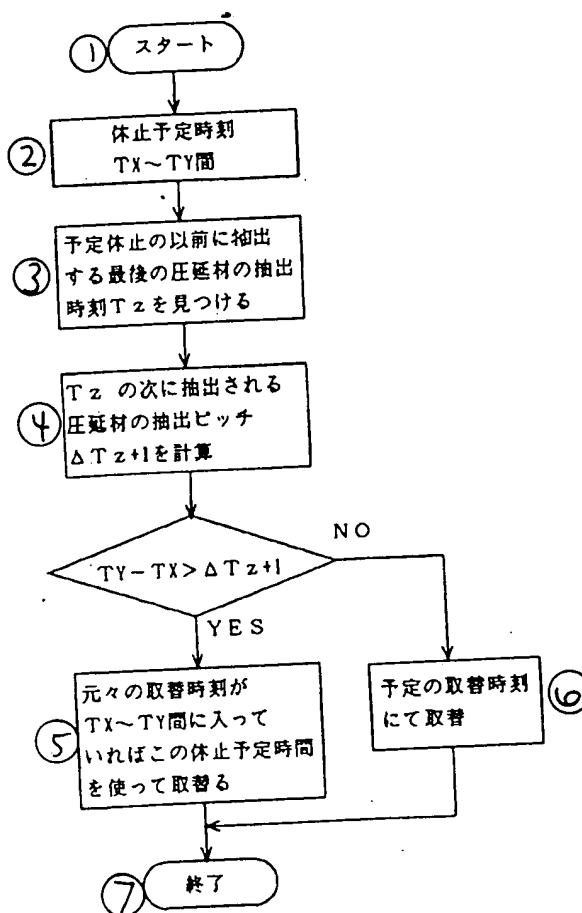 ① スタート
② 休止予定時刻
TX～TY間
③ 予定休止の以前に抽出
する最後の圧延材の抽出
時刻Tzを見つける
④ Tz の次に抽出される
圧延材の抽出ピッチ
ΔTz+1を計算
TY－TX＞ΔTz+1
NO
YES
⑤ 元々の取替時刻が
TX～TY間に入って
いればこの休止予定時間
を使って取替る
⑥ 予定の取替時刻
にて取替
⑦ 終了